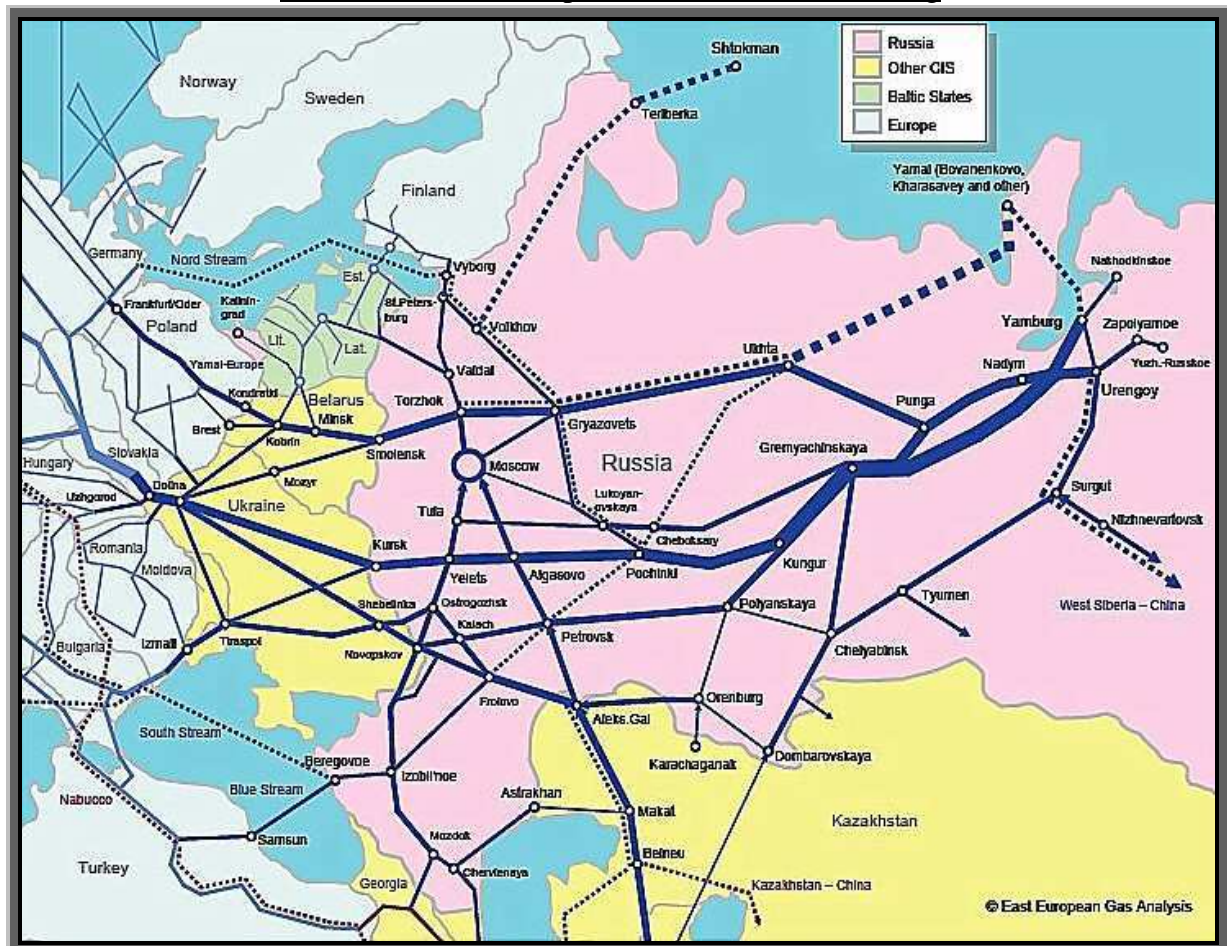 Shtokman
Russia
Other CIS
Baltic States
Europe
Norway
Sweden
Teriberka
Yamal (Bovanenkovo,
Kharasavey and other)
Finland
Germany
Nord Stream
Est.
Vyborg
Nakhodkinskoe
Frankfurt/Oder
Kalinin-
grad
St.Peters-
burg
Volkhov
Yamburg
Zapolyarnoe
Poland
Lit.
Lat.
Ukhta
Yuzh.-Russkoe
Yamal-Europe
Valdai
Nadym
Urengoy
Kondratki
Belarus
Torzhok
Punga
Brest
Minsk
Gryazovets
Kobrin
Smolensk
Gremyachinskaya
Slovakia
Hungary
Moscow
Russia
Mozyr
Dolina
Surgut
Uzhgorod
Ukraine
Lukoyan-
ovskaya
Tula
Nizhnevartovsk
Cheboksary
Romania
Kursk
Moldova
Yelets
Algasovo
Pochinki
Kungur
Shebelinka
Ostrogozhsk
Polyanskaya
Tyumen
West Siberia – China
Kalach
Izmail
Tiraspol
Petrovsk
Bulgaria
Novopskov
Chelyabinsk
Frolovo
Orenburg
Aleks.Gai
South Stream
Beregovoe
Karachaganak
Dombarovskaya
Izobil'noe
Blue Stream
Astrakhan
Nabucco
Makat
Kazakhstan
Samsun
Mozdok
Beineu
Turkey
Chervlenaya
Georgia
Kazakhstan – China
© East European Gas Analysis